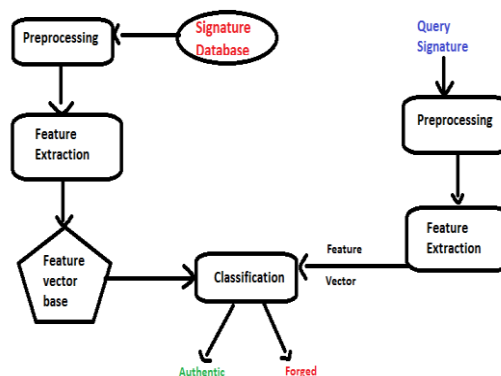 Signature
Database
Preprocessing
Query
Signature
Feature
Extraction
Preprocessing
Feature
vector
base
Classification
Feature
Vector
Feature
Extraction
Authentic
Forged